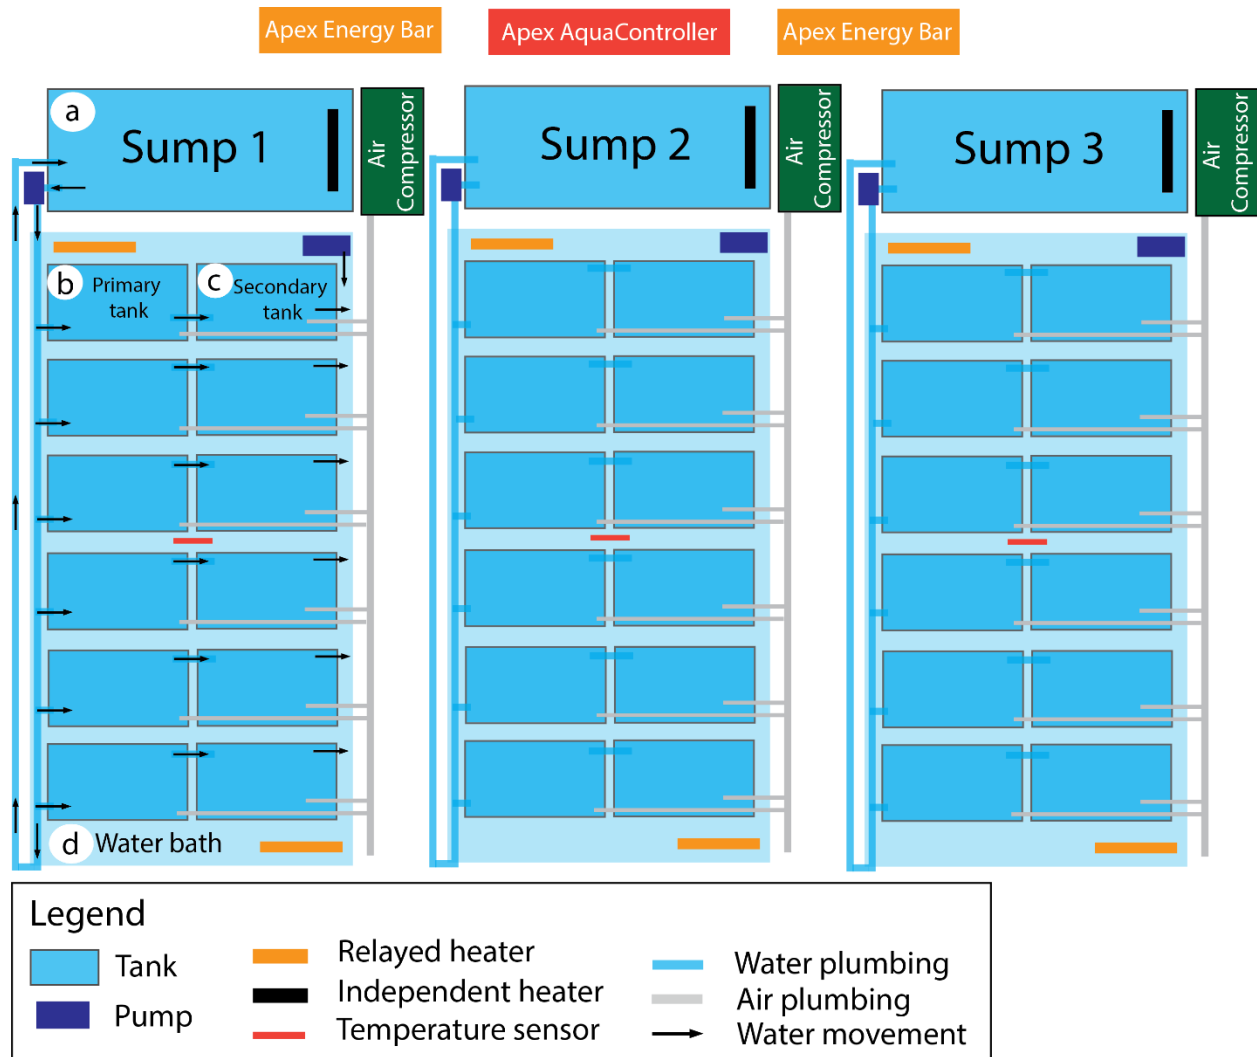 Apex Energy Bar
Apex AquaController
Apex Energy Bar
a
Sump 1
Air
Compressor
Sump 2
Air
Compressor
Sump 3
Air
Compressor
b
Primary
tank
c
Secondary
tank
d
Water bath
Legend
Tank
Pump
Relayed heater
Independent heater
Temperature sensor
Water plumbing
Air plumbing
Water movement